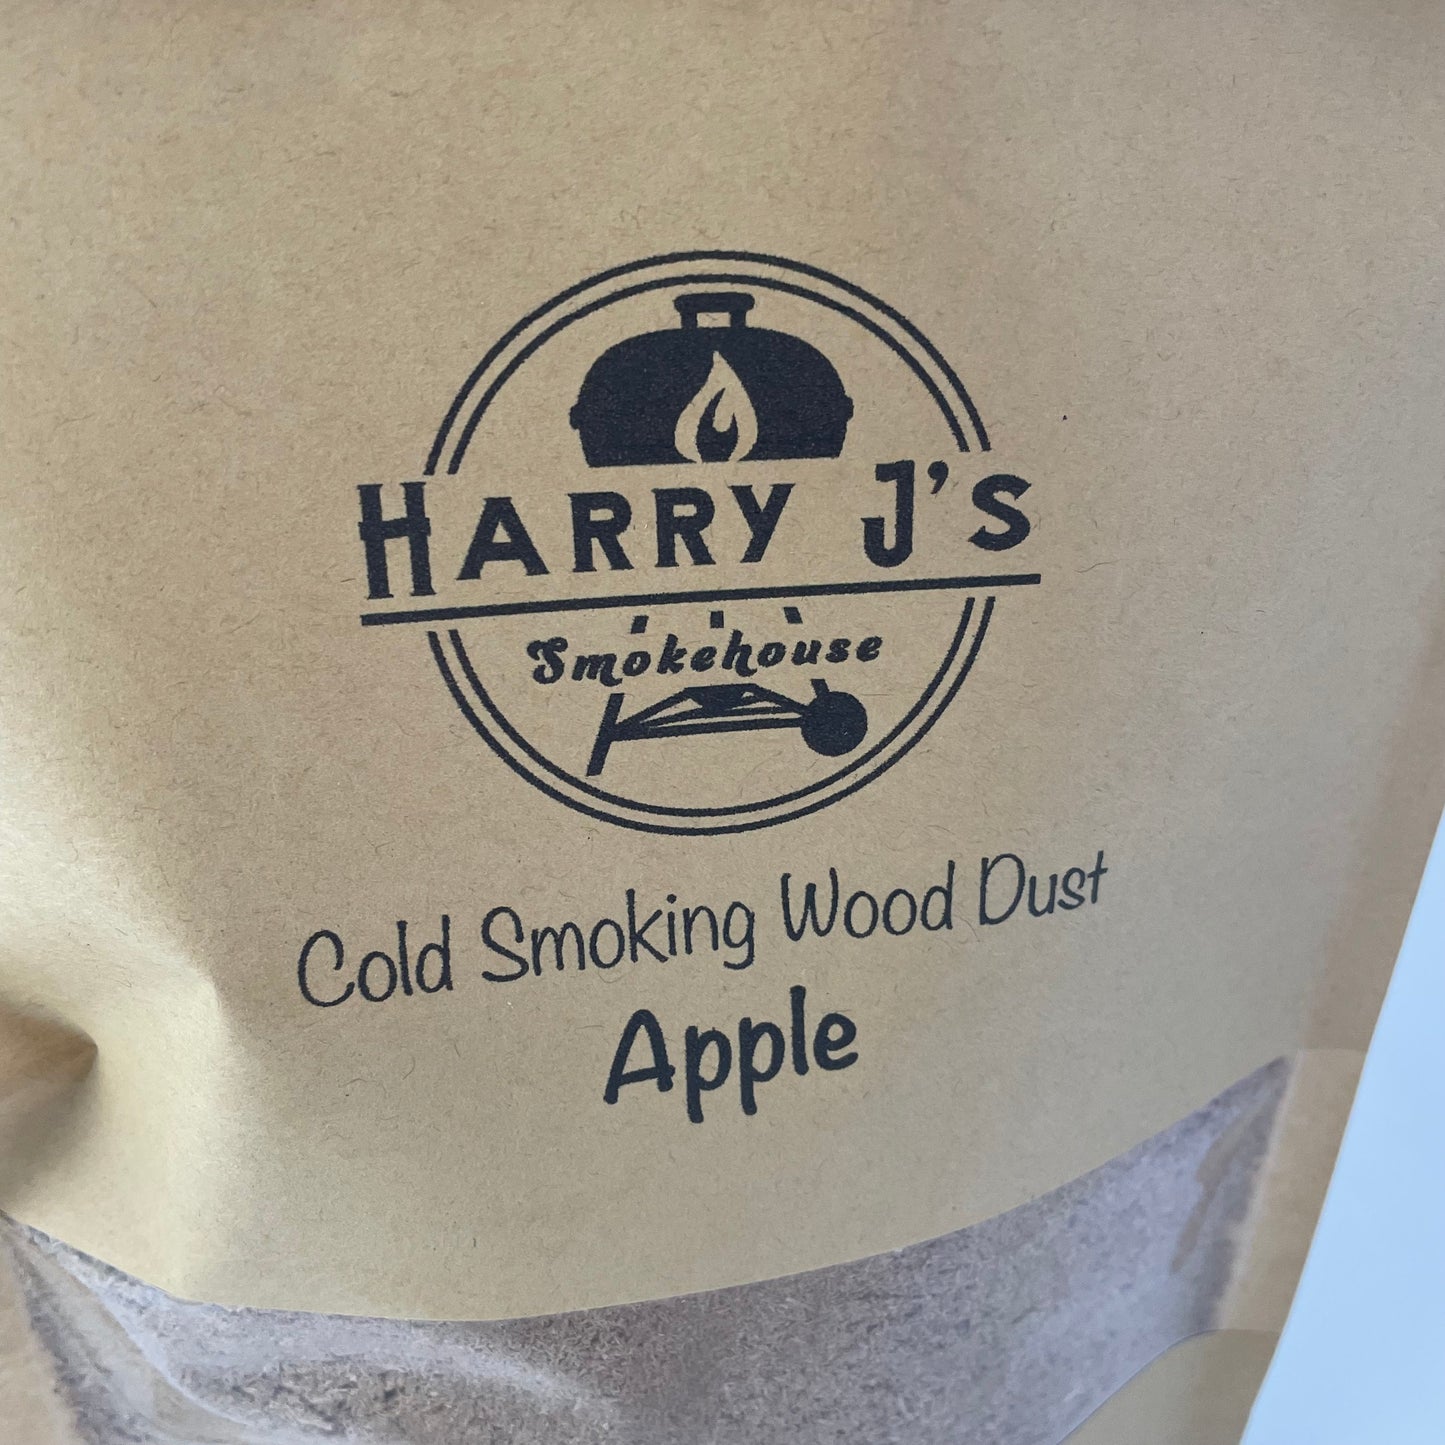 HARRY J'S
Smokehouse
Cold Smoking Wood Dust
Apple